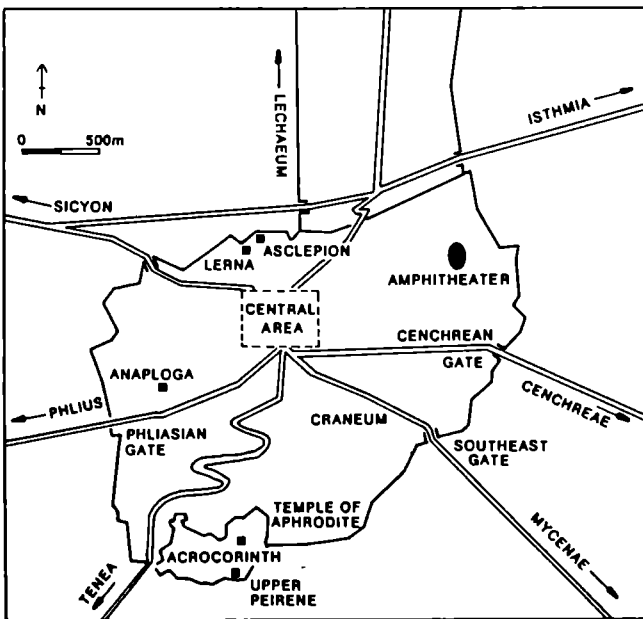 N
0 500m
LECHAEUM
ISTHMIA
SICYON
ASCLEPION
LERNA
AMPHITHEATER
CENTRAL
AREA
CENCHREAN
GATE
ANAPLOGA
CENCHREAE
PHLIUS
CRANEUM
PHLIASIAN
GATE
SOUTHEAST
GATE
TEMPLE OF
APHRODITE
MYCENAE
ACROCORINTH
TENEA
UPPER
PEIRENE